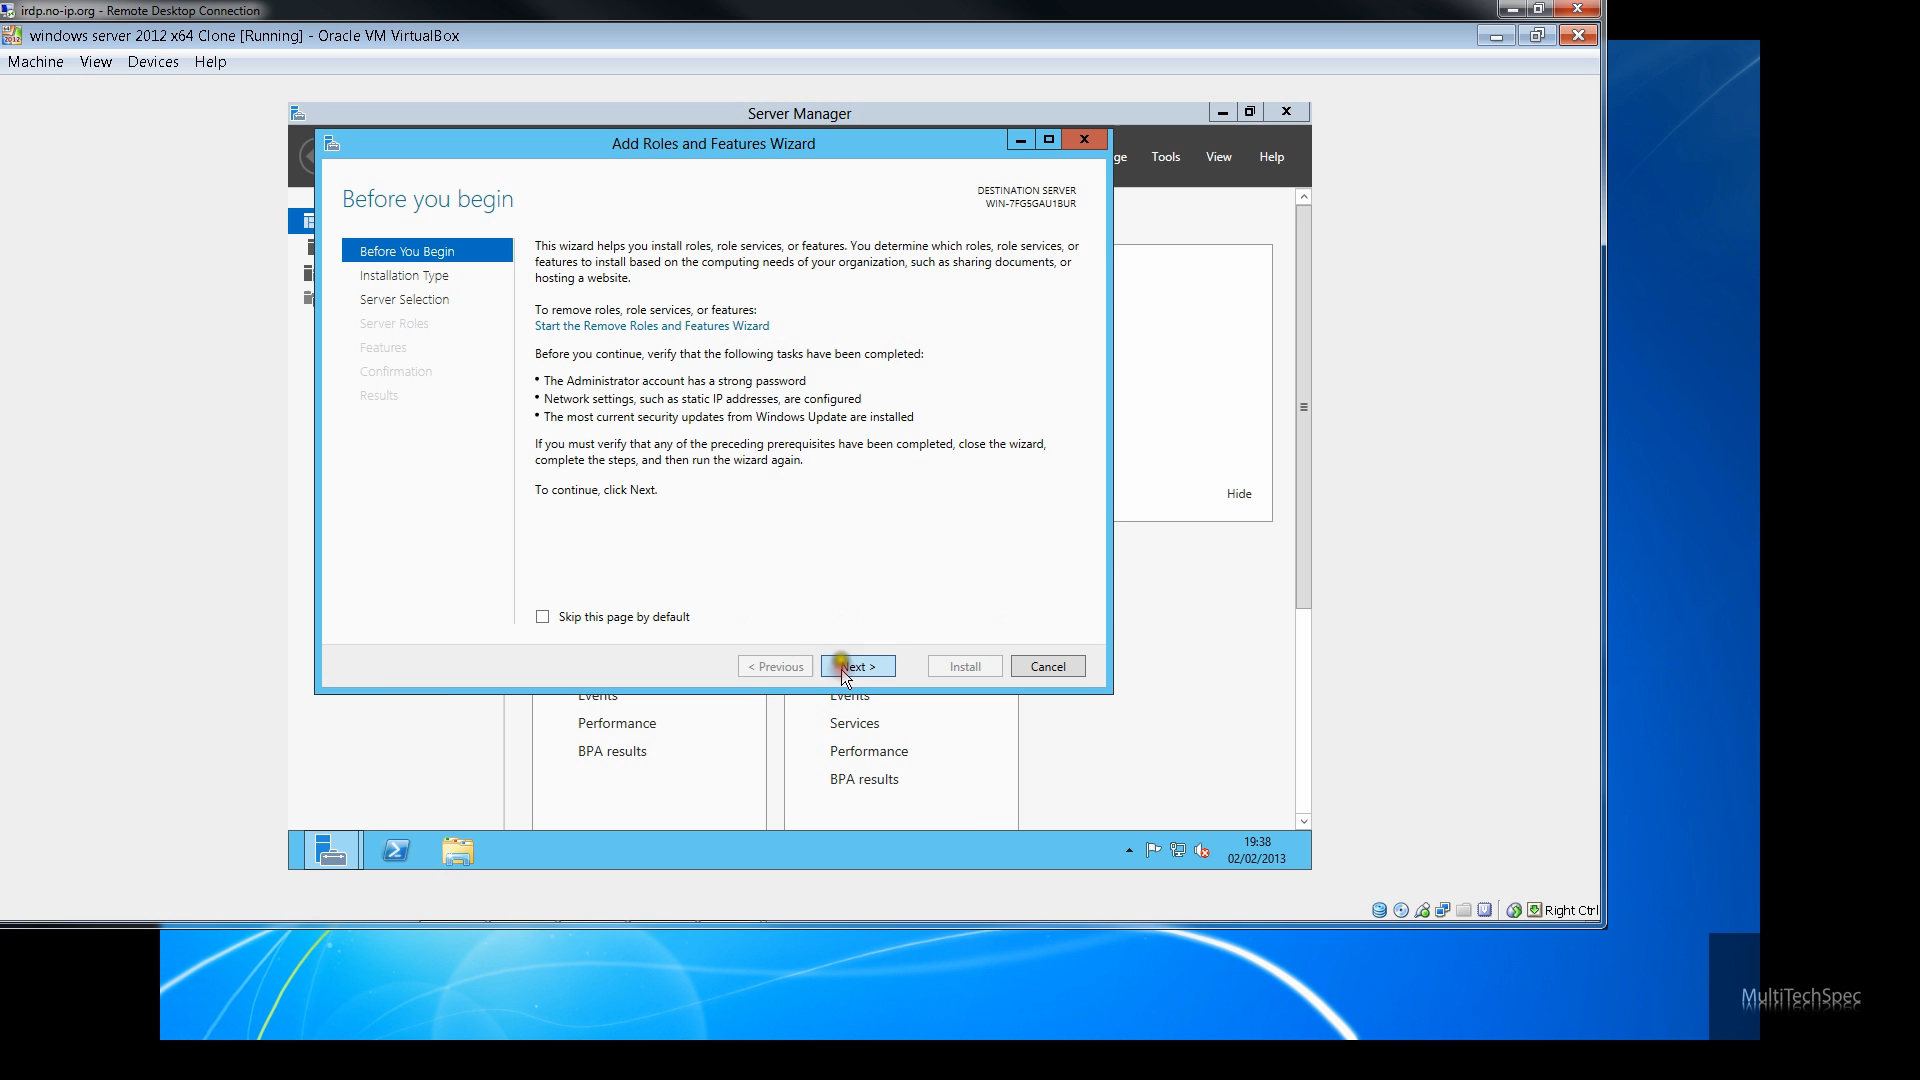 irdp.no-ip.org - Remote Desktop Connection
windows server 2012 x64 Clone [Running] - Oracle VM VirtualBox
Machine View Devices Help
Server Manager
Add Roles and Features Wizard
Tools View Help
Before you begin
DESTINATION SERVER
WIN-7FG5GAU1BUR
Before You Begin
Installation Type
Server Selection
Server Roles
Features
Confirmation
Results
This wizard helps you install roles, role services, or features. You determine which roles, role services, or
features to install based on the computing needs of your organization, such as sharing documents, or
hosting a website.
To remove roles, role services, or features:
Start the Remove Roles and Features Wizard
Before you continue, verify that the following tasks have been completed:
• The Administrator account has a strong password
• Network settings, such as static IP addresses, are configured
• The most current security updates from Windows Update are installed
If you must verify that any of the preceding prerequisites have been completed, close the wizard,
complete the steps, and then run the wizard again.
To continue, click Next.
Hide
Skip this page by default
< Previous Next > Install Cancel
Events
Performance
BPA results
Events
Services
Performance
BPA results
19:38
02/02/2013
Right Ctrl
MultiTechSpec